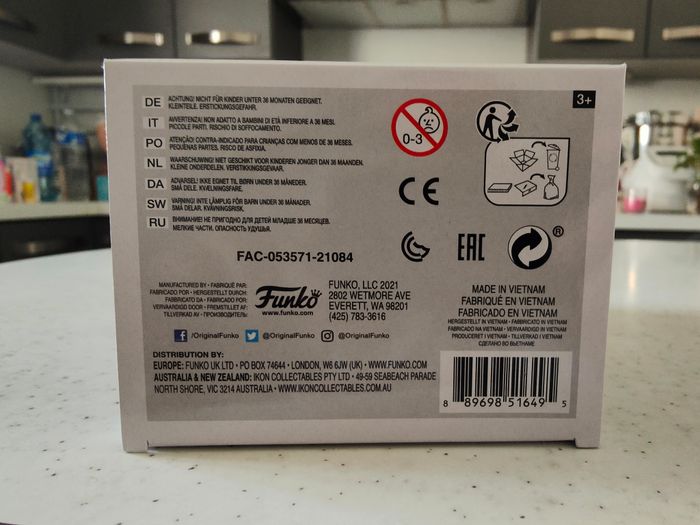 DE ACHTUNG! NICHT FÜR KINDER UNTER 36 MONATEN GEEIGNET.
KLEINTEILE. ERSTICKUNGSGEFAHR.
IT AVVERTENZA! NON ADATTO A BAMBINI DI ETÀ INFERIORE A 36 MESI.
PICCOLE PARTI. RISCHIO DI SOFFOCAMENTO.
PO ATENÇÃO! CONTRA-INDICADO PARA CRIANÇAS COM MENOS DE 36 MESES.
PEQUENAS PARTES. RISCO DE ASFIXIA.
NL WAARSCHUWING! NIET GESCHIKT VOOR KINDEREN JONGER DAN 36 MAANDEN.
KLEINE ONDERDELEN. VERSTIKKINGSGEVAAR.
DA ADVARSEL! IKKE EGNET TIL BØRN UNDER 36 MÅNEDER.
SMÅ DELE. KVÆLNINGSFARE.
SW VARNING! INTE LÄMPLIG FÖR BARN UNDER 36 MÅNADER.
SMÅ DELAR. KVÄVNINGSRISK.
RU ВНИМАНИЕ! НЕ ПРИГОДНО ДЛЯ ДЕТЕЙ МЛАДШЕ 36 МЕСЯЦЕВ.
МЕЛКИЕ ЧАСТИ. ОПАСНОСТЬ УДУШЬЯ.
0-3
3+
CE
EAC
®
FAC-053571-21084
MANUFACTURED BY • FABRIQUÉ PAR:
FABRICADO POR • HERGESTELLT DURCH:
FABBRICATO DA • FABRICADO POR:
VERVAARDIGD DOOR • FREMSTILLET AF:
TILLVERKAD AV • ПРОИЗВОДИТЕЛЬ:
Funko
www.funko.com
FUNKO, LLC 2021
2802 WETMORE AVE
EVERETT, WA 98201
(425) 783-3616
MADE IN VIETNAM
FABRIQUÉ EN VIETNAM
FABRICADO EN VIETNAM
HERGESTELLT IN VIETNAM • FABBRICATO IN VIETNAM
FABRICADO NA VIETNAM • VERVAARDIGD IN VIETNAM
PRODUCERET I VIETNAM • TILLVERKAD I VIETNAM
СДЕЛАНО ВО ВЬЕТНАМЕ
/OriginalFunko @OriginalFunko @OriginalFunko
DISTRIBUTION BY:
EUROPE: FUNKO UK LTD • PO BOX 74644 • LONDON, W6 6JW (UK) • WWW.FUNKO.COM
AUSTRALIA & NEW ZEALAND: IKON COLLECTABLES PTY LTD • 49-59 SEABEACH PARADE
NORTH SHORE, VIC 3214 AUSTRALIA • WWW.IKONCOLLECTABLES.COM.AU
8 89698 51649 5